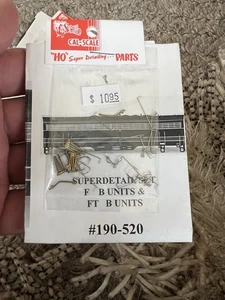 CAL-SCALE
"HO" Super Detailing... PARTS
$ 1095
SUPERDETAIL SET
F B UNITS &
FT B UNITS
#190-520